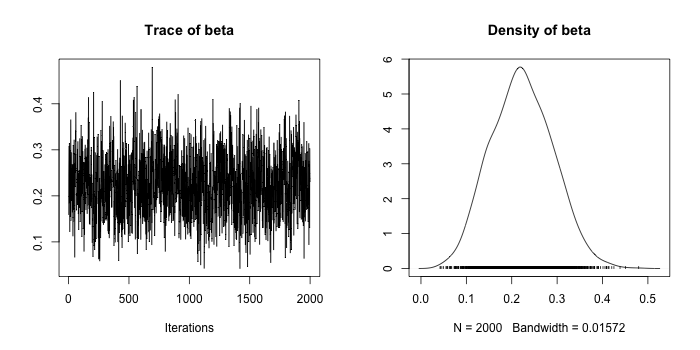 Trace of beta
0.4
0.3
0.2
0.1
0 500 1000 1500 2000
Iterations
Density of beta
6
5
4
3
2
1
0
0.0 0.1 0.2 0.3 0.4 0.5
N = 2000 Bandwidth = 0.01572